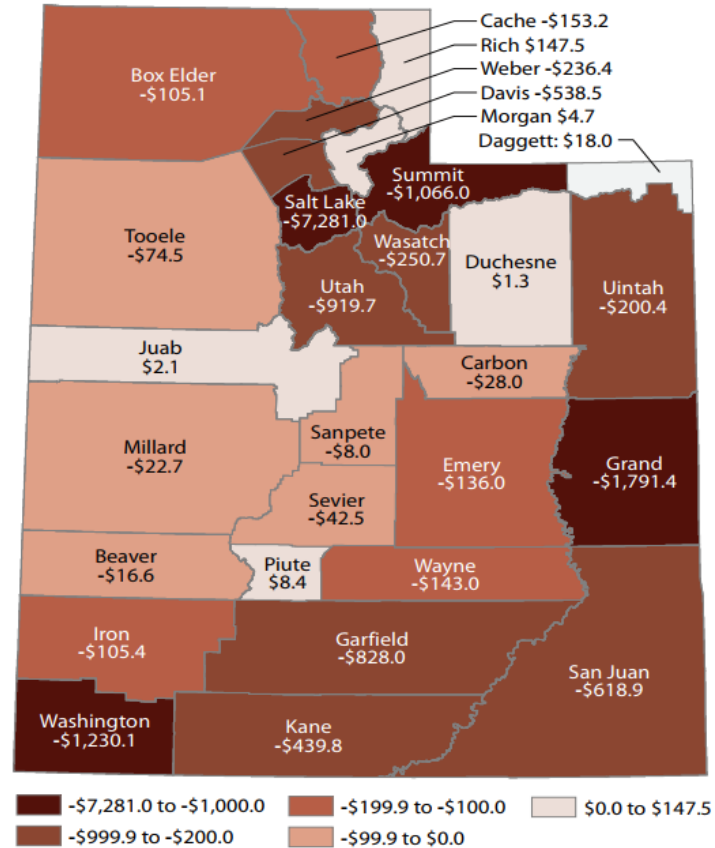 Cache -$153.2
Rich $147.5
Weber -$236.4
Davis -$538.5
Morgan $4.7
Daggett: $18.0
Box Elder
-$105.1
Summit
-$1,066.0
Salt Lake
-$7,281.0
Tooele
-$74.5
Wasatch
-$250.7
Duchesne
$1.3
Utah
-$919.7
Uintah
-$200.4
Juab
$2.1
Carbon
-$28.0
Millard
-$22.7
Sanpete
-$8.0
Emery
-$136.0
Grand
-$1,791.4
Sevier
-$42.5
Beaver
-$16.6
Piute
$8.4
Wayne
-$143.0
Iron
-$105.4
Garfield
-$828.0
San Juan
-$618.9
Washington
-$1,230.1
Kane
-$439.8
-$7,281.0 to -$1,000.0
-$199.9 to -$100.0
$0.0 to $147.5
-$999.9 to -$200.0
-$99.9 to $0.0